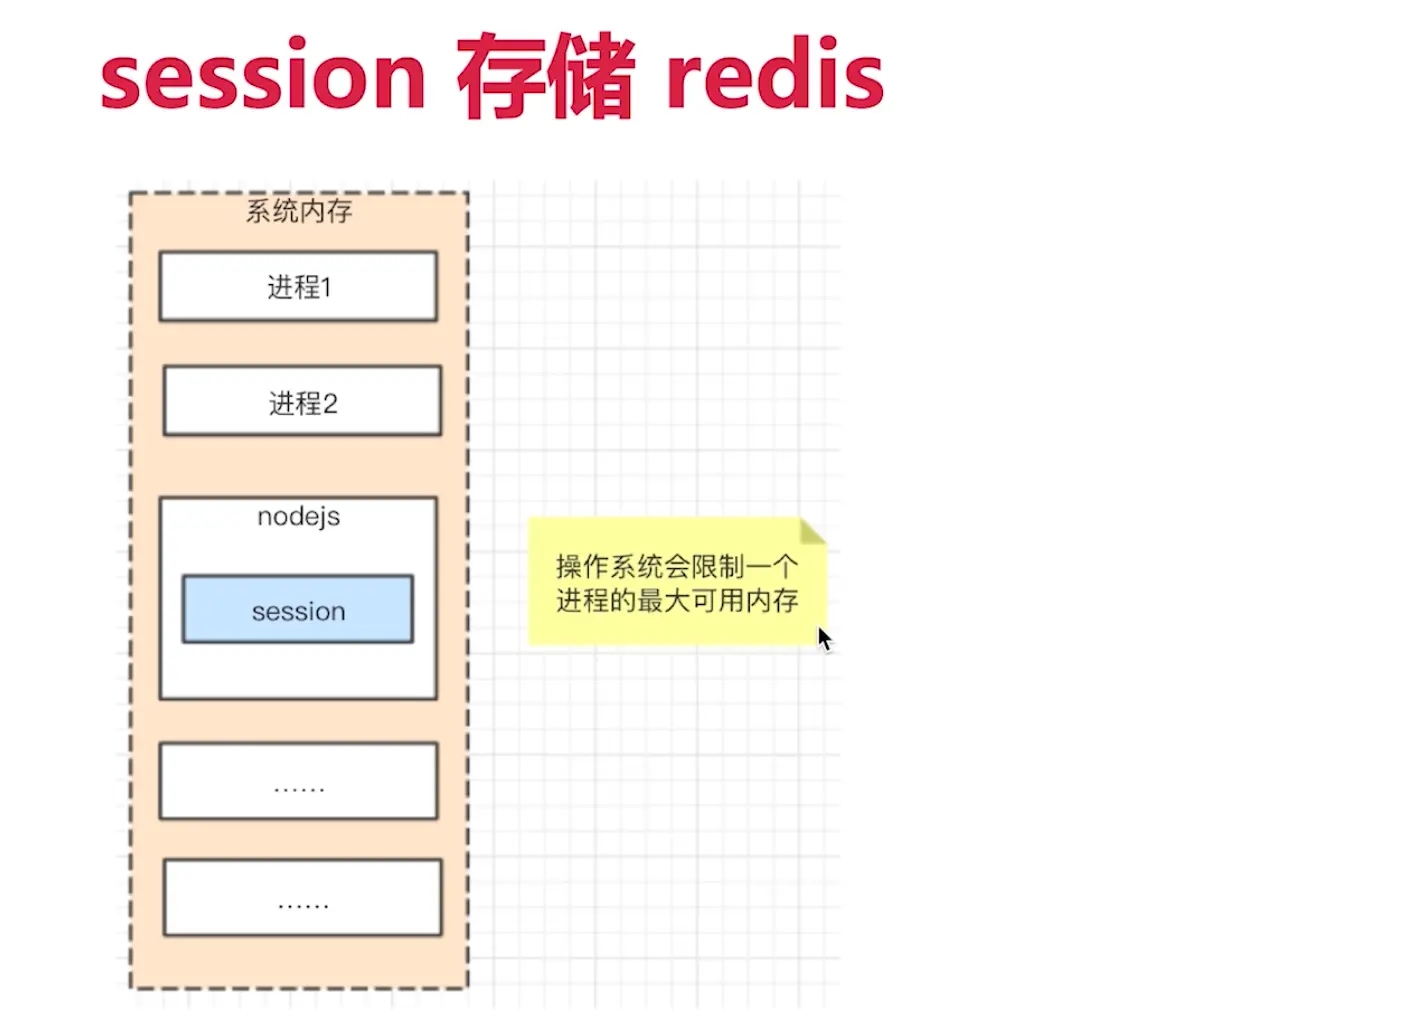 session 存储 redis
系统内存
进程1
进程2
nodejs
session
操作系统会限制一个
进程的最大可用内存
……
……